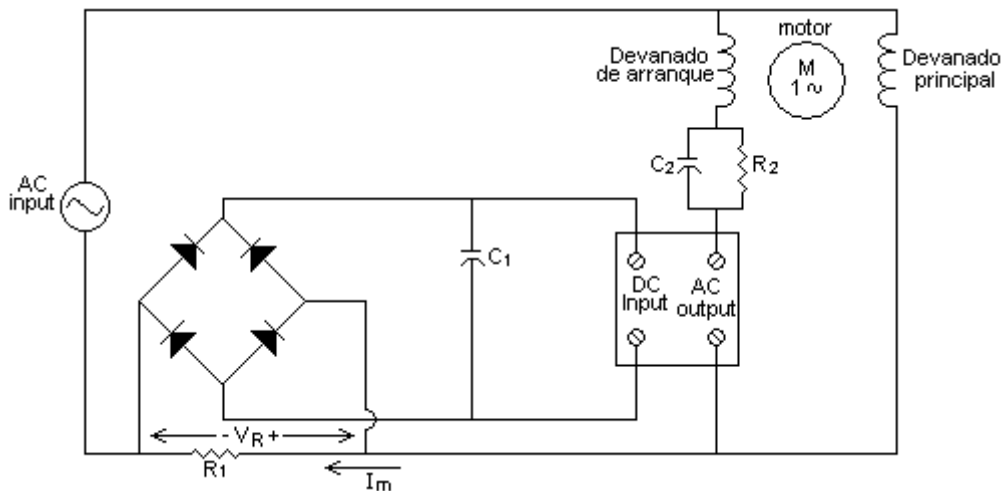 motor
Devanado
de arranque
M
1 ~
Devanado
principal
C2
R2
AC
input
C1
DC
Input
AC
output
- VR +
R1
Im